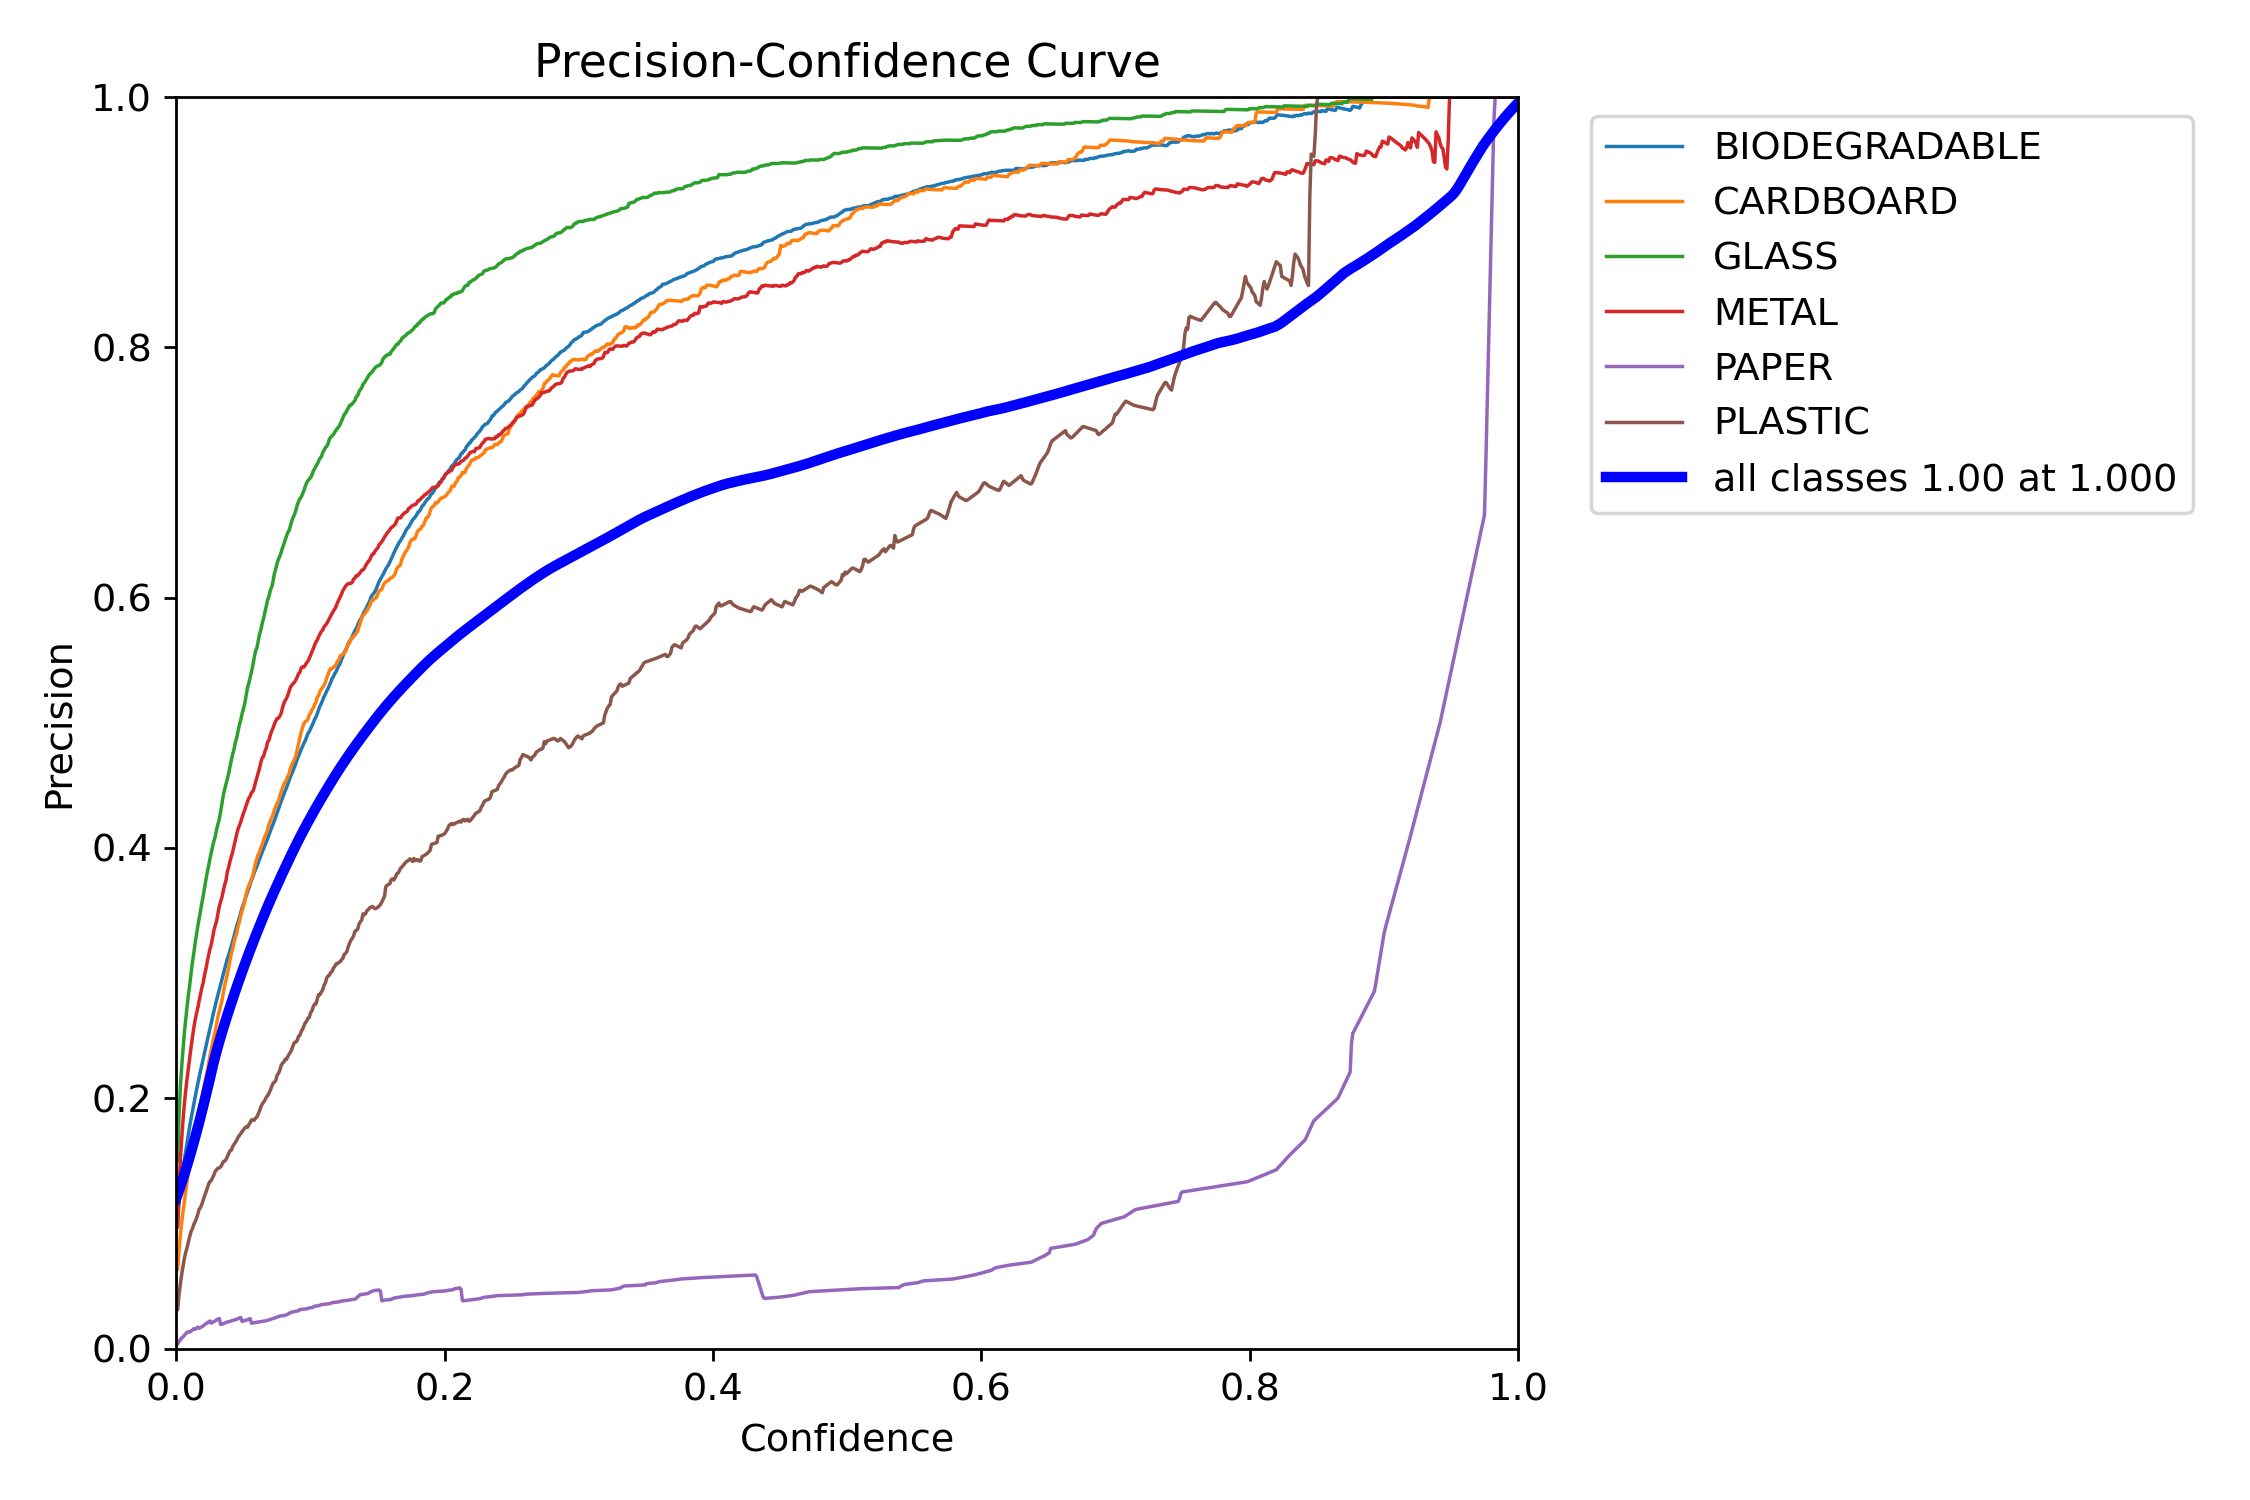 Precision-Confidence Curve
1.0
0.8
0.6
0.4
0.2
0.0
Precision
0.0 0.2 0.4 0.6 0.8 1.0
Confidence
BIODEGRADABLE
CARDBOARD
GLASS
METAL
PAPER
PLASTIC
all classes 1.00 at 1.000